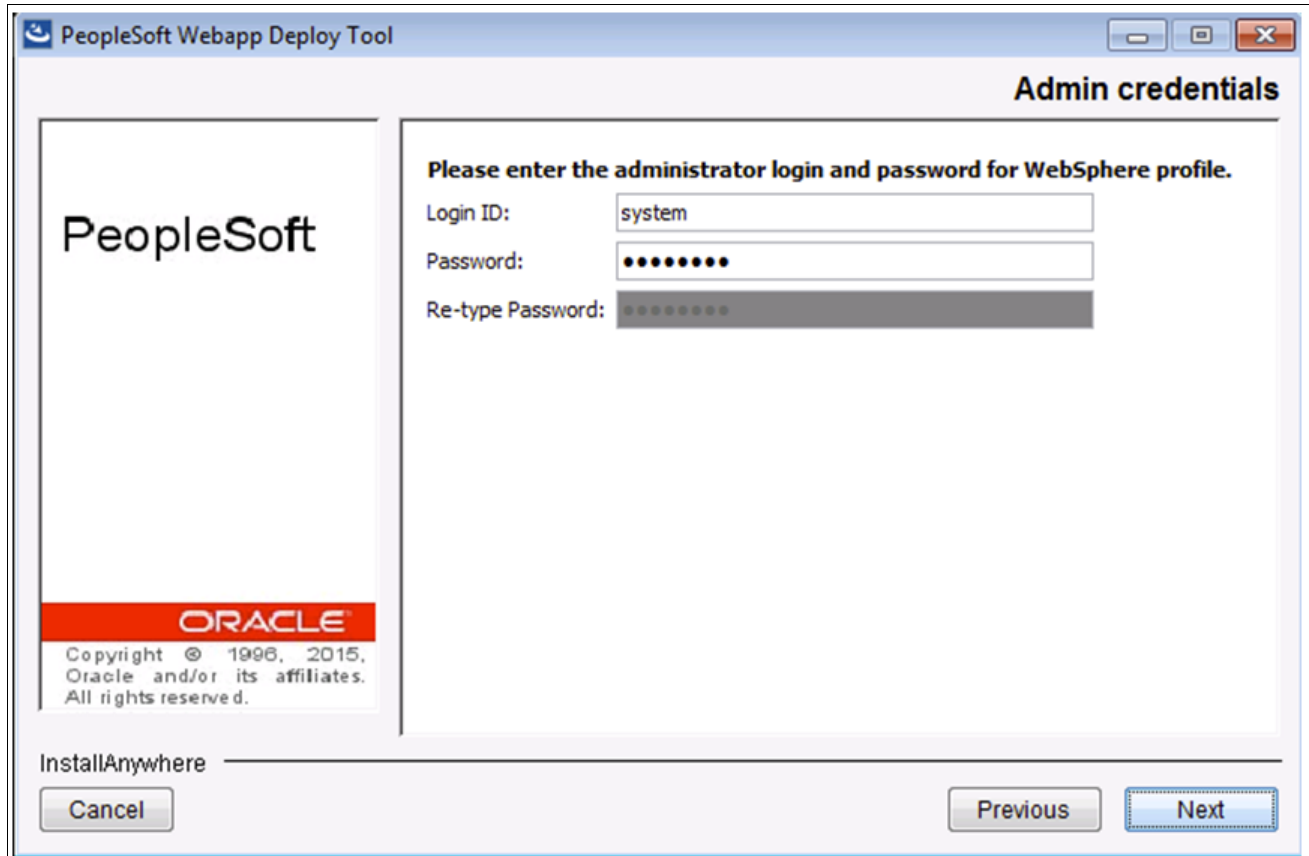 PeopleSoft Webapp Deploy Tool
Admin credentials
PeopleSoft
ORACLE
Copyright © 1996, 2015,
Oracle and/or its affiliates.
All rights reserved.
Please enter the administrator login and password for WebSphere profile.
Login ID: system
Password: ••••••••
Re-type Password: ••••••••
InstallAnywhere
Cancel
Previous
Next